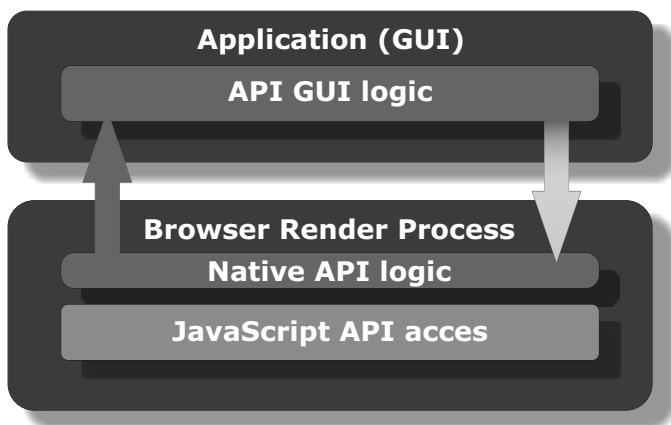 Application (GUI)
API GUI logic
Browser Render Process
Native API logic
JavaScript API acces